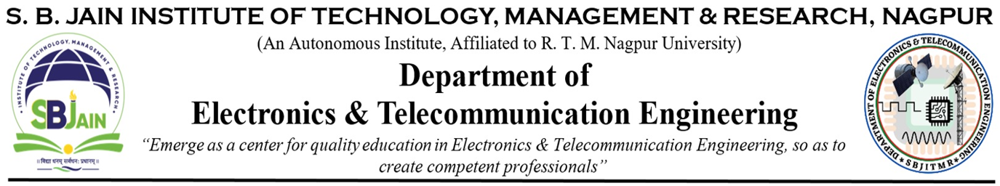 S. B. JAIN INSTITUTE OF TECHNOLOGY, MANAGEMENT & RESEARCH, NAGPUR
(An Autonomous Institute, Affiliated to R. T. M. Nagpur University)
Department of
Electronics & Telecommunication Engineering
“Emerge as a center for quality education in Electronics & Telecommunication Engineering, so as to
create competent professionals”
• INSTITUTE OF TECHNOLOGY, MANAGEMENT & RESEARCH •
SBJAIN
॥ विद्या धनम् सर्वधन: प्रधानम् ॥
DEPARTMENT OF ELECTRONICS & TELECOMMUNICATION ENGINEERING
★ SBJITMR ★